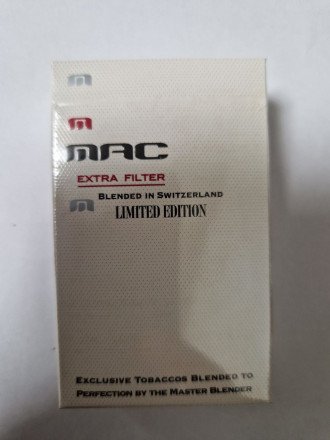 m
m
mAC
EXTRA FILTER
BLENDED IN SWITZERLAND
m
LIMITED EDITION
EXCLUSIVE TOBACCOS BLENDED TO
PERFECTION BY THE MASTER BLENDER